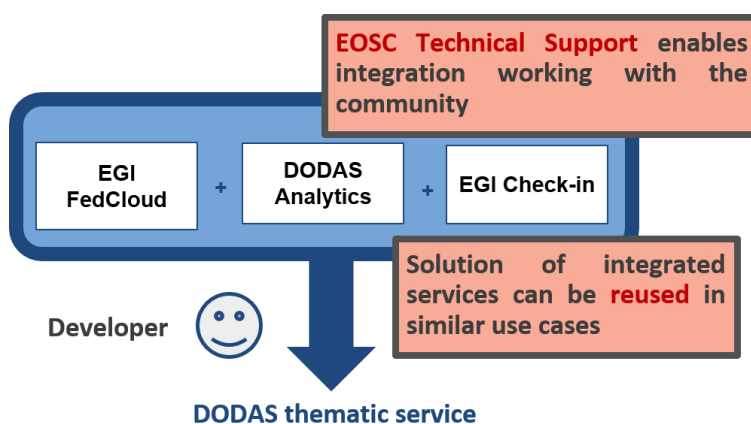 EOSC Technical Support enables
integration working with the
community
EGI
FedCloud
+
DODAS
Analytics
+
EGI Check-in
Solution of integrated
services can be reused in
similar use cases
Developer
DODAS thematic service